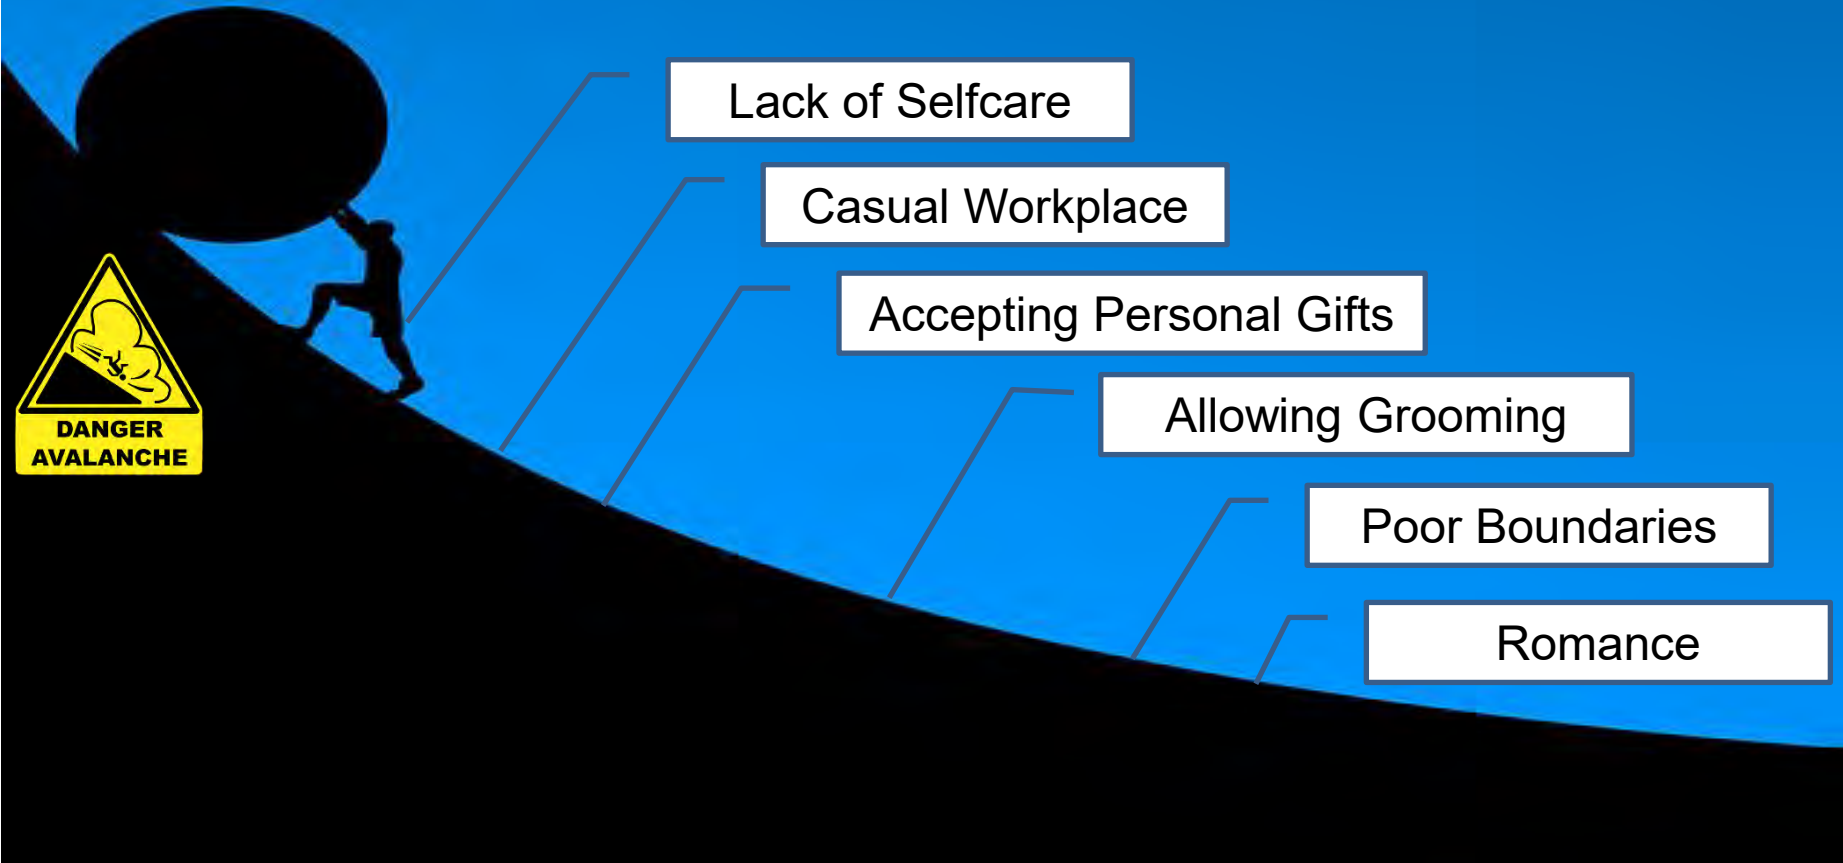 Lack of Selfcare
Casual Workplace
Accepting Personal Gifts
Allowing Grooming
Poor Boundaries
Romance
DANGER
AVALANCHE